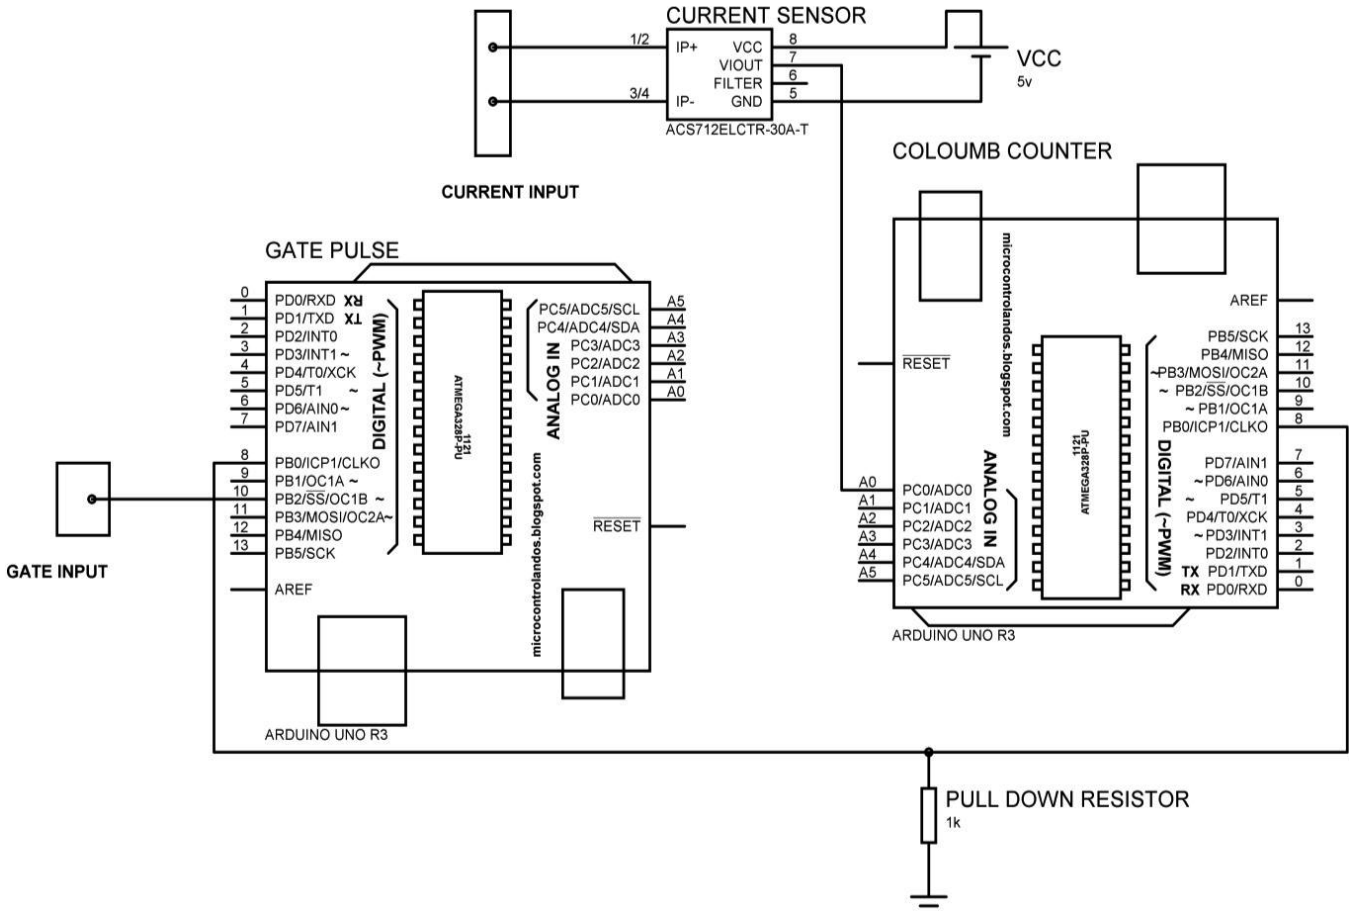 CURRENT SENSOR
1/2
IP+
VCC
8
VIOUT
7
FILTER
6
3/4
IP-
GND
5
ACS712ELCTR-30A-T
VCC
5v
CURRENT INPUT
COLOUMB COUNTER
GATE PULSE
0 PD0/RXD RX
1 PD1/TXD TX
2 PD2/INT0
3 PD3/INT1 ~
4 PD4/T0/XCK
5 PD5/T1 ~
6 PD6/AIN0 ~
7 PD7/AIN1
8 PB0/ICP1/CLKO
9 PB1/OC1A ~
10 PB2/SS/OC1B ~
11 PB3/MOSI/OC2A~
12 PB4/MISO
13 PB5/SCK
AREF
DIGITAL (~PWM)
ATMEGA328P-PU
1121
ANALOG IN
PC5/ADC5/SCL A5
PC4/ADC4/SDA A4
PC3/ADC3 A3
PC2/ADC2 A2
PC1/ADC1 A1
PC0/ADC0 A0
RESET
microcontrolandos.blogspot.com
ARDUINO UNO R3
GATE INPUT
microcontrolandos.blogspot.com
RESET
A0 PC0/ADC0
A1 PC1/ADC1
A2 PC2/ADC2
A3 PC3/ADC3
A4 PC4/ADC4/SDA
A5 PC5/ADC5/SCL
ANALOG IN
1121
ATMEGA328P-PU
DIGITAL (~PWM)
AREF
PB5/SCK 13
PB4/MISO 12
~PB3/MOSI/OC2A 11
~ PB2/SS/OC1B 10
~ PB1/OC1A 9
PB0/ICP1/CLKO 8
PD7/AIN1 7
~PD6/AIN0 6
~ PD5/T1 5
PD4/T0/XCK 4
~PD3/INT1 3
PD2/INT0 2
TX PD1/TXD 1
RX PD0/RXD 0
ARDUINO UNO R3
PULL DOWN RESISTOR
1k